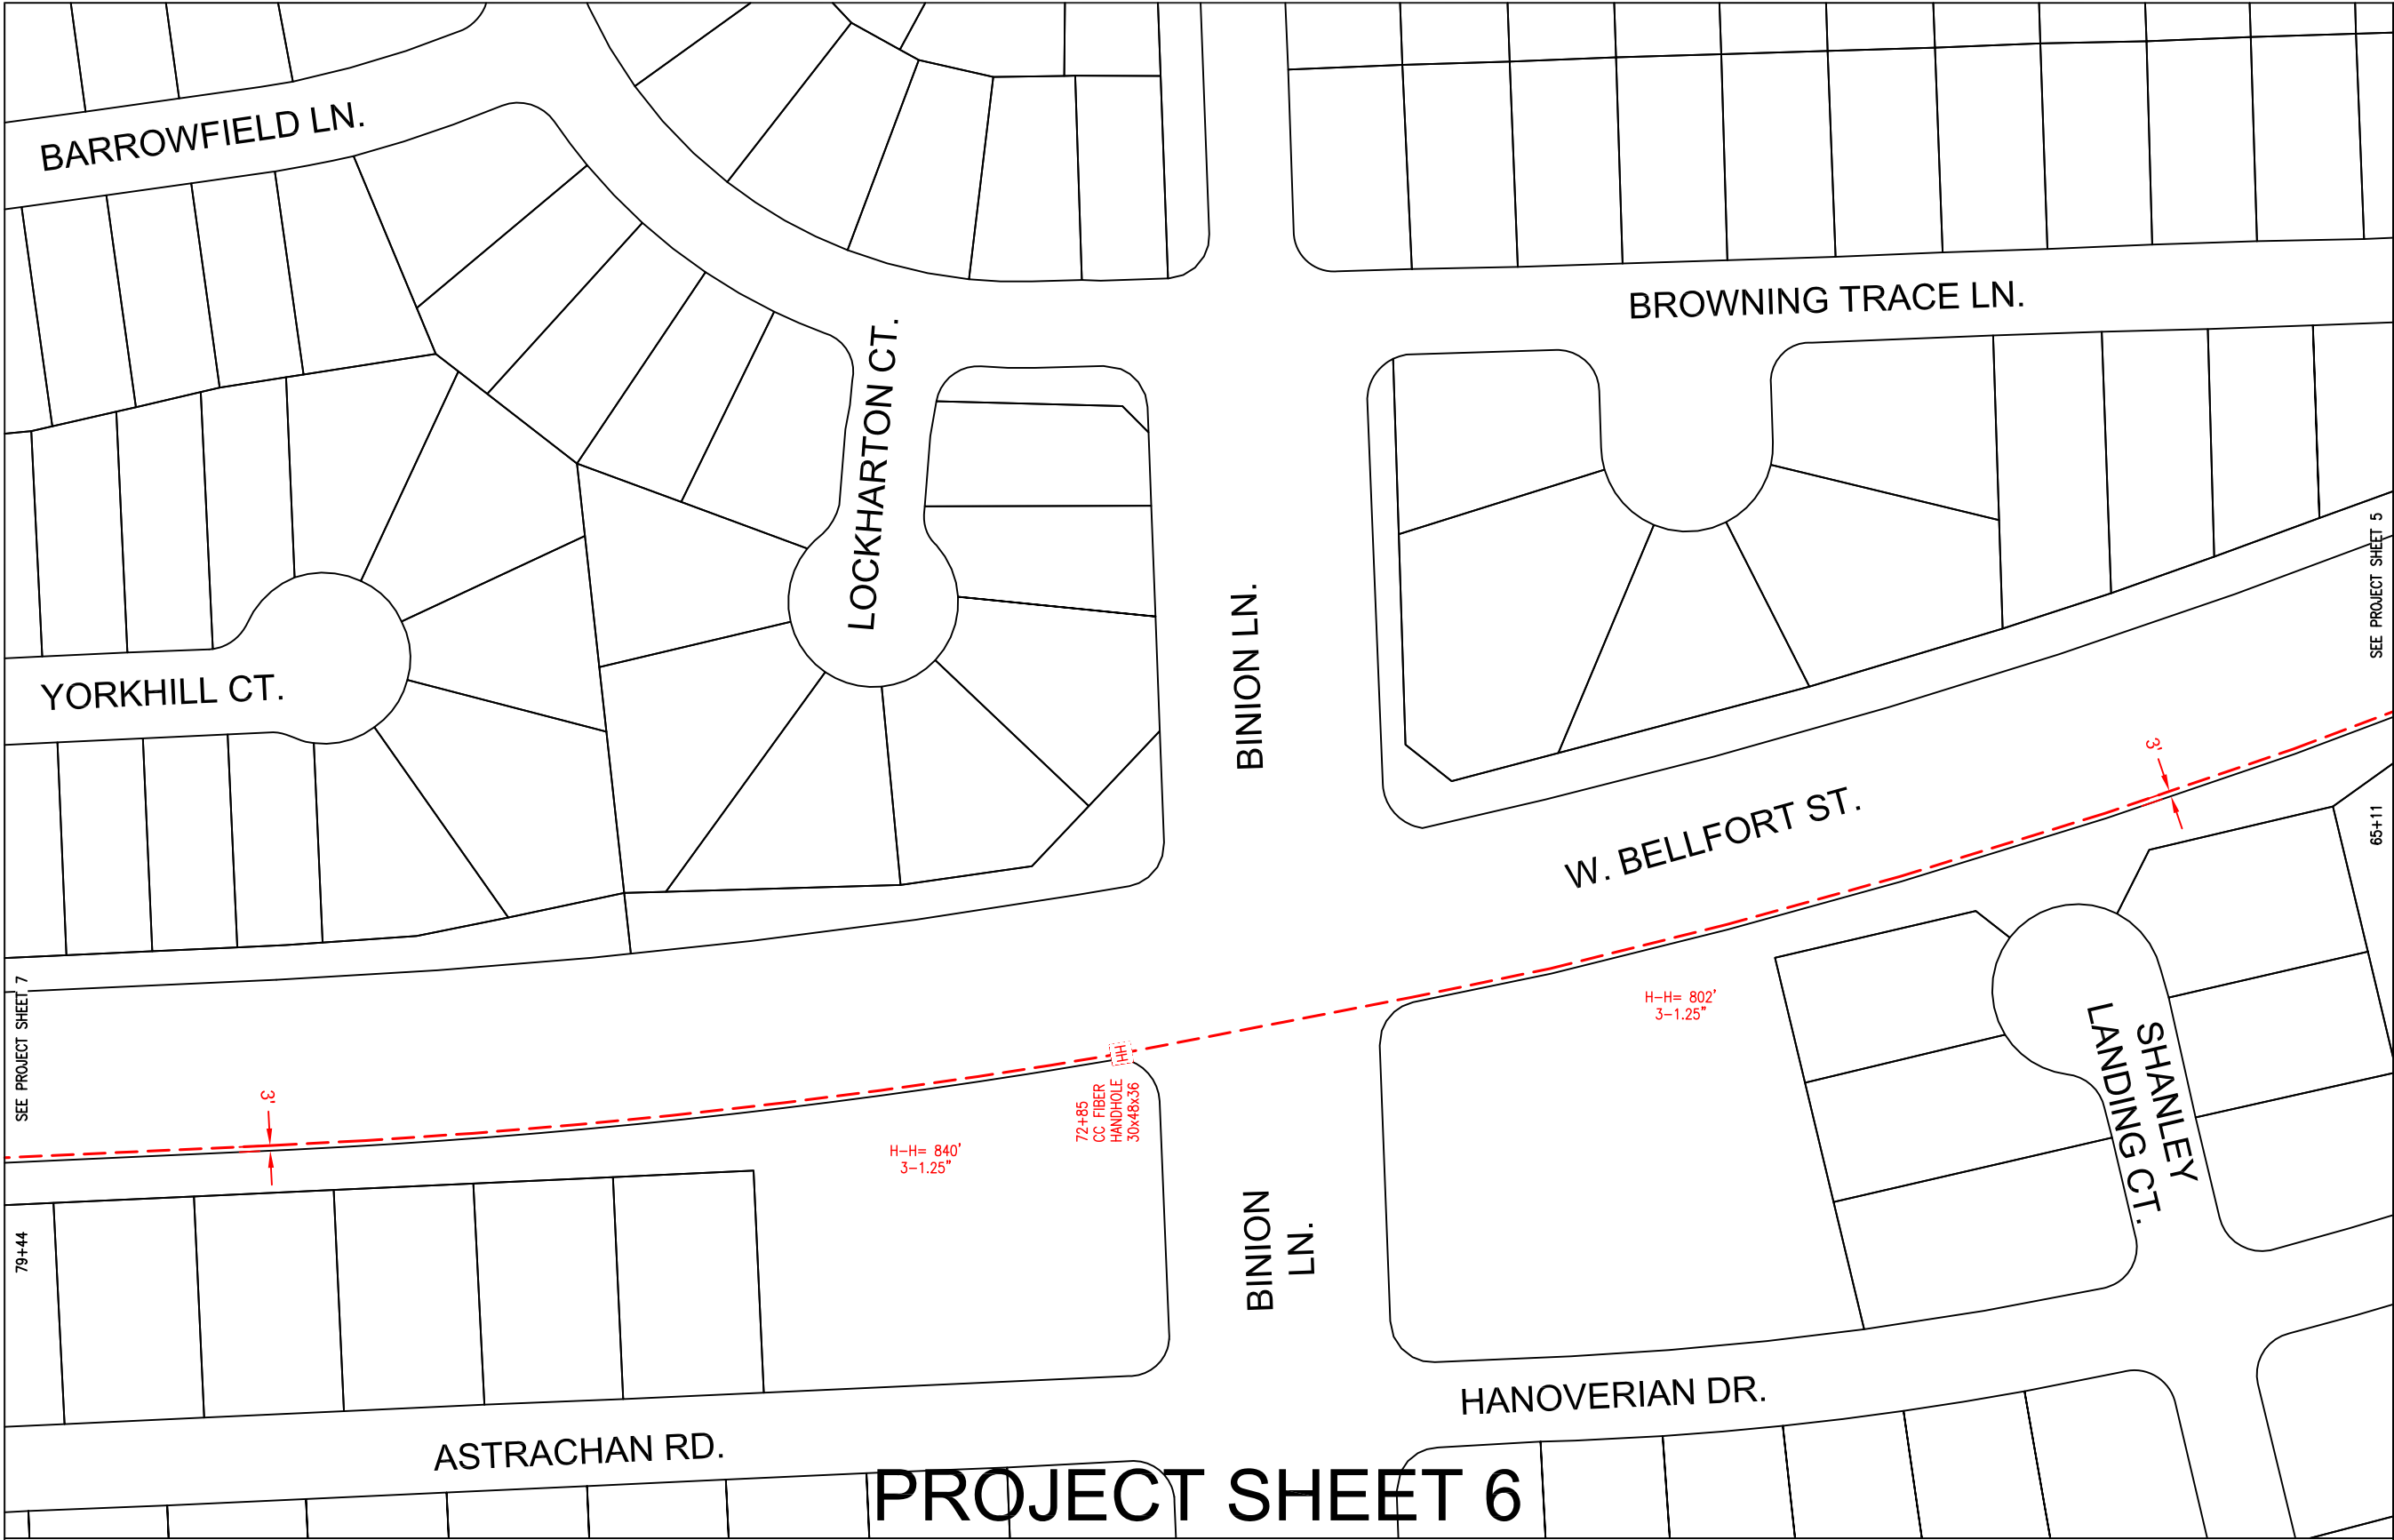 BARROWFIELD LN.
BROWNING TRACE LN.
LOCKHARTON CT.
SEE PROJECT SHEET 5
BINION LN.
YORKHILL CT.
3'
W. BELLFORT ST.
65+11
SEE PROJECT SHEET 7
H-H= 802'
3-1.25"
SHANLEY
LANDING CT.
HH
72+85
CC FIBER
HANDHOLE
30x48x36
3'
H-H= 840'
3-1.25"
79+44
BINION
LN.
HANOVERIAN DR.
ASTRACHAN RD.
PROJECT SHEET 6